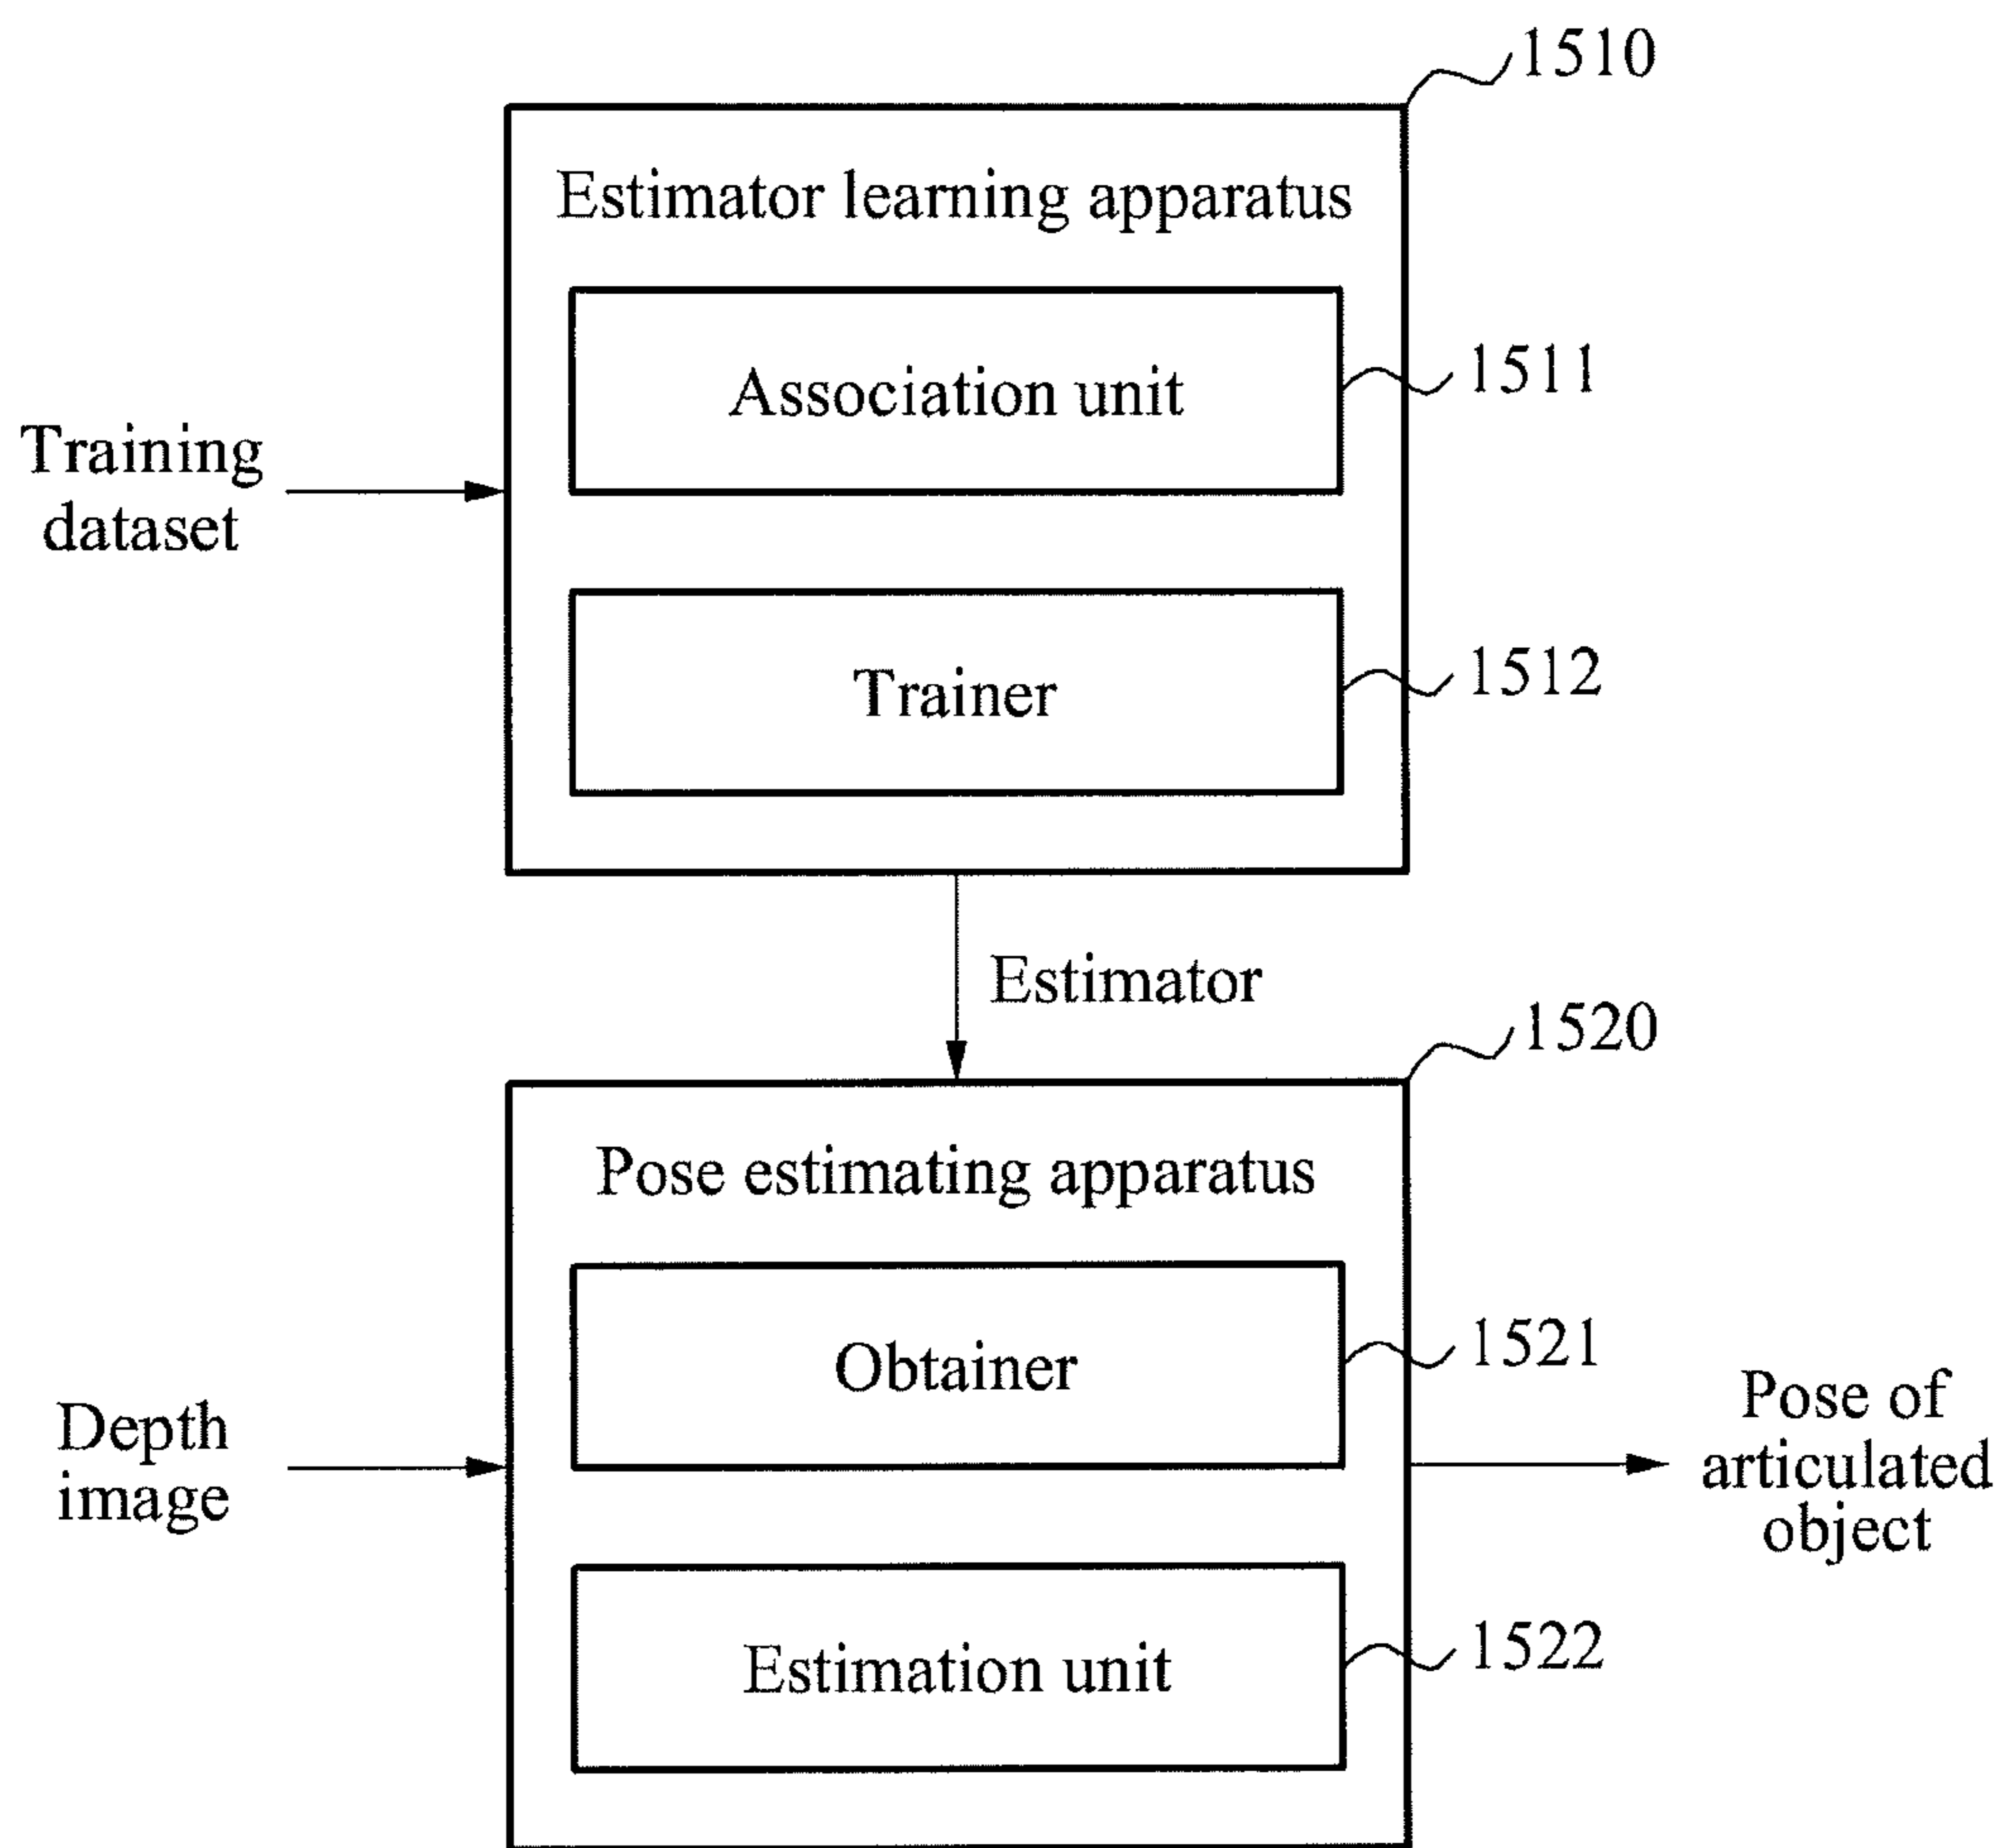 1510
Estimator learning apparatus
Association unit
1511
Training
dataset
Trainer
1512
Estimator
1520
Pose estimating apparatus
Obtainer
1521
Depth
image
Pose of
articulated
object
Estimation unit
1522